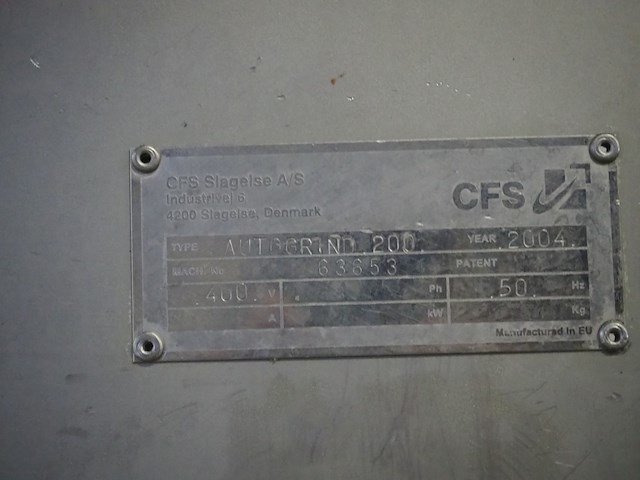 CFS Slagelse A/S
Industrivej 6
4200 Slagelse, Denmark
CFS
TYPE AUTOGRIND 200. YEAR 2004.
MACH. No 63653 PATENT
.400. V . Ph .50. Hz
A kW Kg
Manufactured in EU